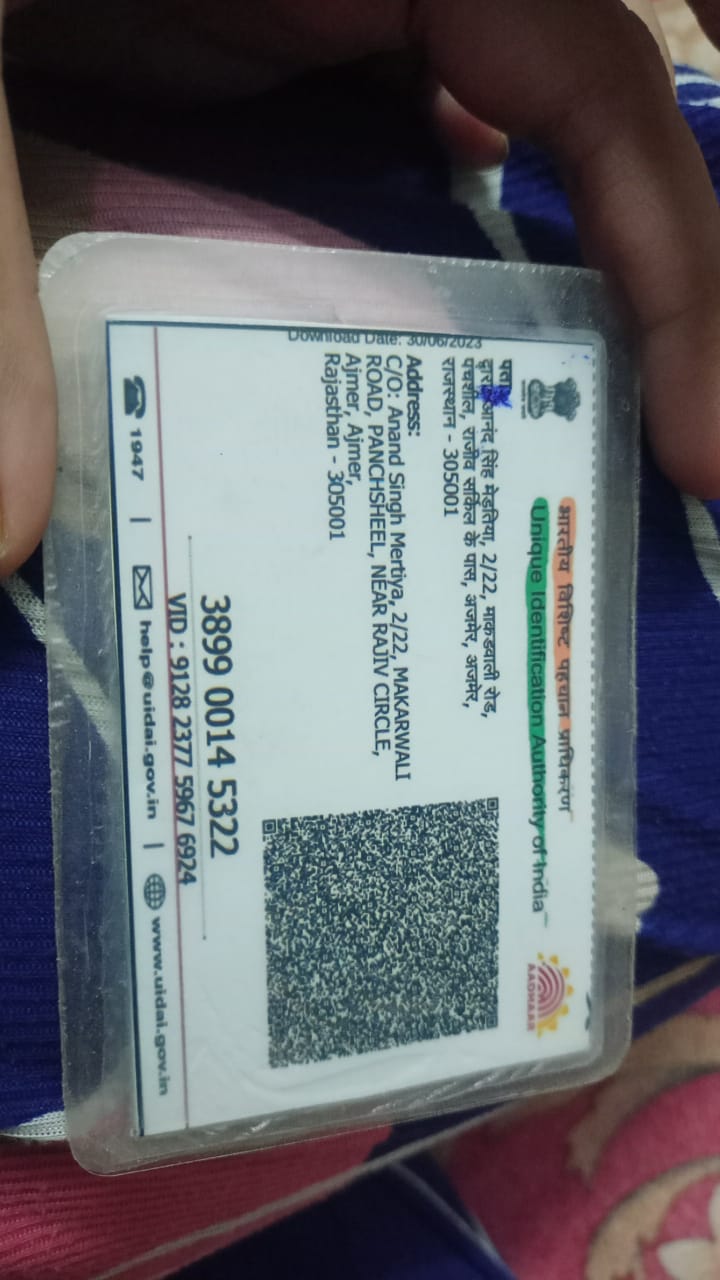 भारतीय विशिष्ट पहचान प्राधिकरण
Unique Identification Authority of India
AADHAAR
आनंद सिंह मेड़तिया, 2/22, माकडवाली रोड,
पंचशील, राजीव सर्किल के पास, अजमेर, अजमेर,
राजस्थान - 305001
Address:
C/O: Anand Singh Mertiya, 2/22, MAKARWALI
ROAD, PANCHSHEEL, NEAR RAJIV CIRCLE,
Ajmer, Ajmer,
Rajasthan - 305001
Download Date: 30/06/2023
3899 0014 5322
VID : 9128 2377 5967 6924
1947 | help@uidai.gov.in | www.uidai.gov.in